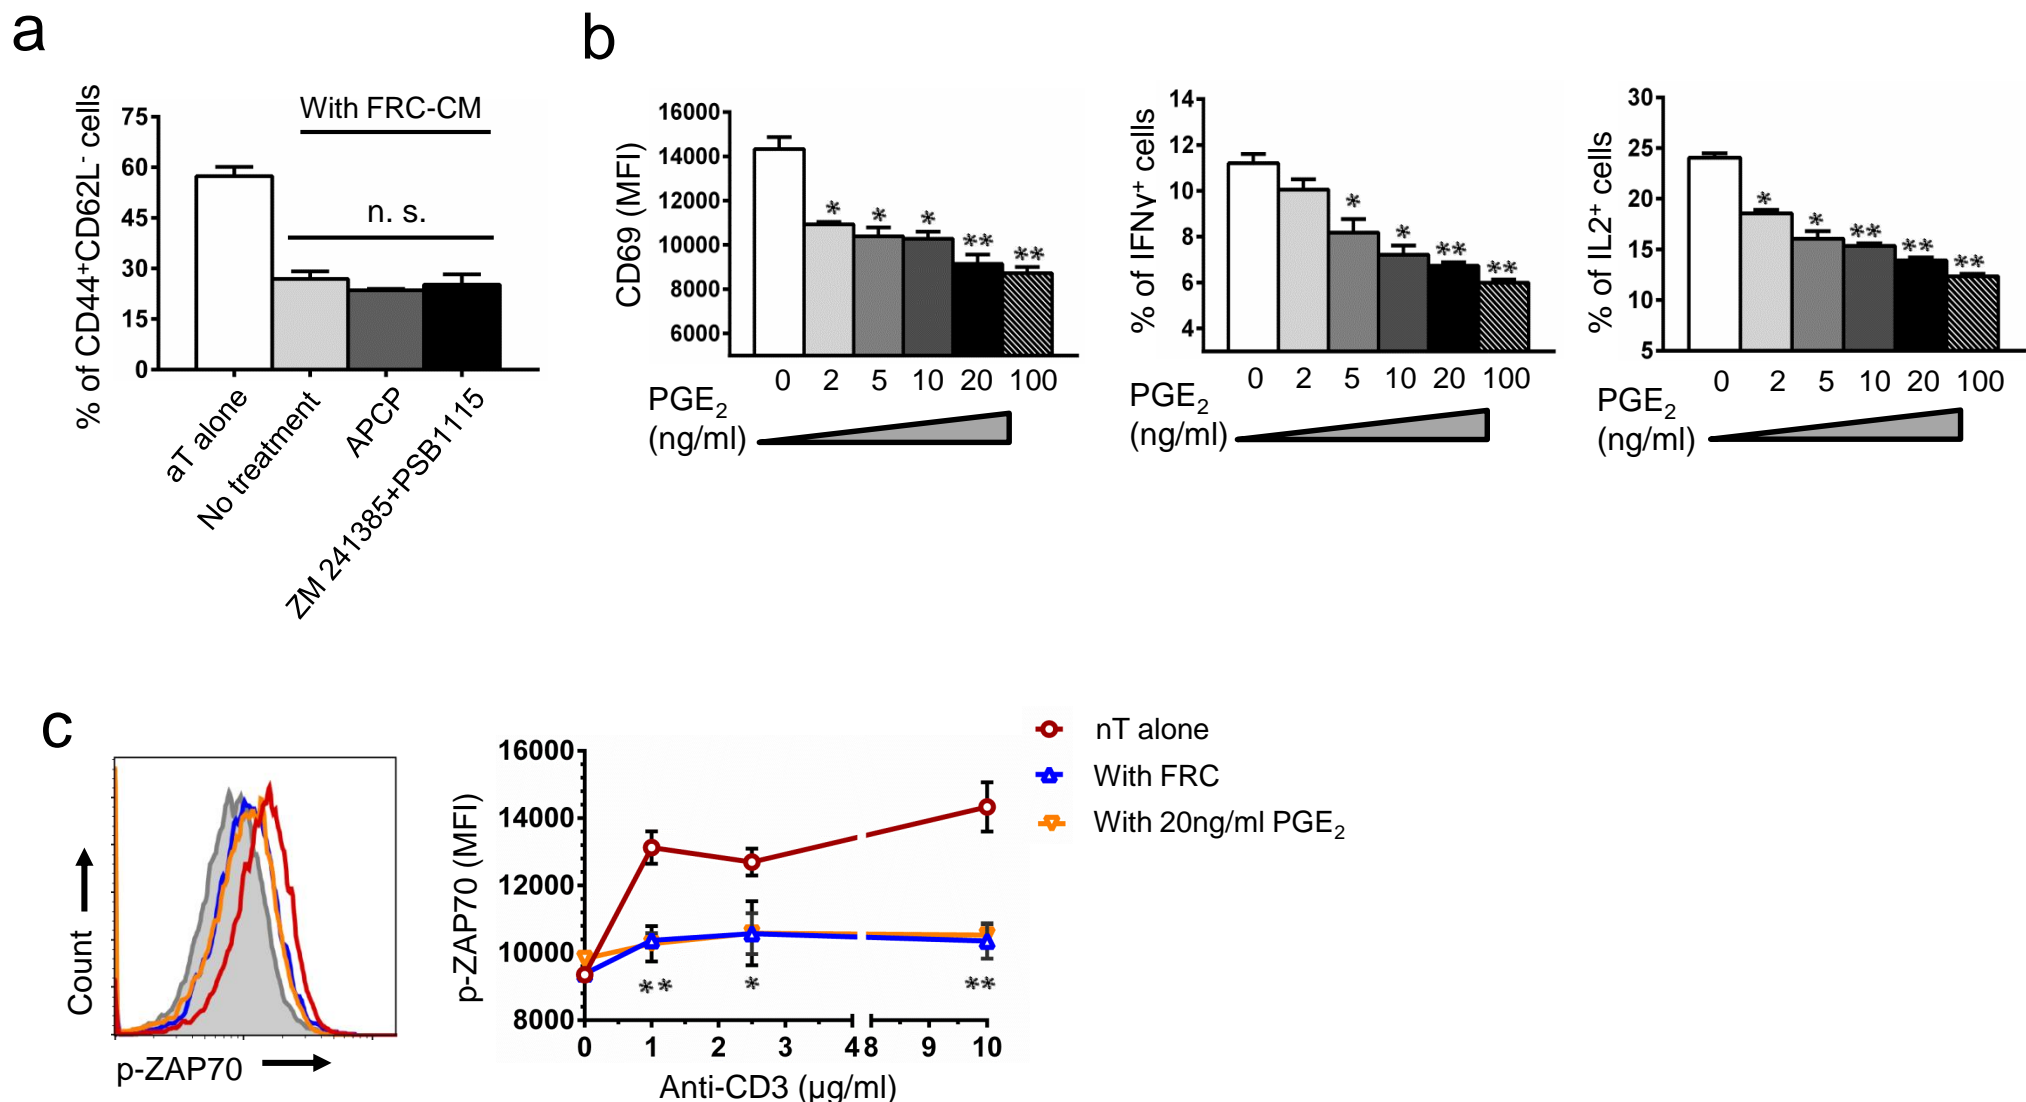 a
% of CD44+CD62L- cells
75
60
45
30
15
0
With FRC-CM
n. s.
aT alone
No treatment
APCP
ZM 241385+PSB1115
b
CD69 (MFI)
16000
14000
12000
10000
8000
6000
*
*
*
**
**
0 2 5 10 20 100
PGE2
(ng/ml)
% of IFNγ+ cells
14
12
10
8
6
4
*
*
**
**
0 2 5 10 20 100
PGE2
(ng/ml)
% of IL2+ cells
30
25
20
15
10
5
*
*
**
**
**
0 2 5 10 20 100
PGE2
(ng/ml)
c
Count
p-ZAP70
p-ZAP70 (MFI)
16000
14000
12000
10000
8000
** * **
0 1 2 3 4 8 9 10
Anti-CD3 (µg/ml)
nT alone
With FRC
With 20ng/ml PGE2